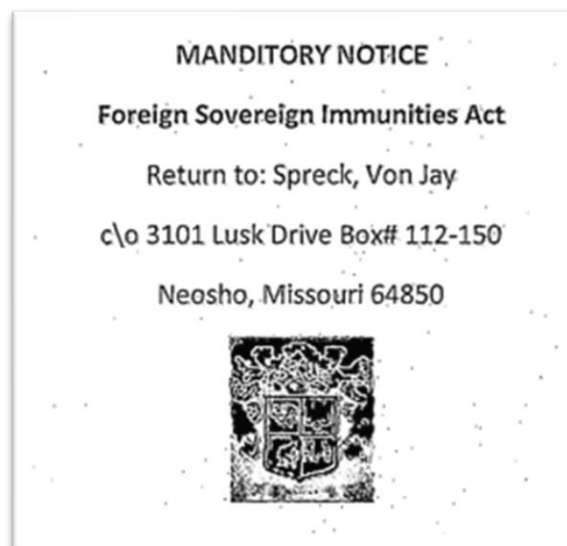 MANDITORY NOTICE
Foreign Sovereign Immunities Act
Return to: Spreck, Von Jay
c\o 3101 Lusk Drive Box# 112-150
Neosho, Missouri 64850